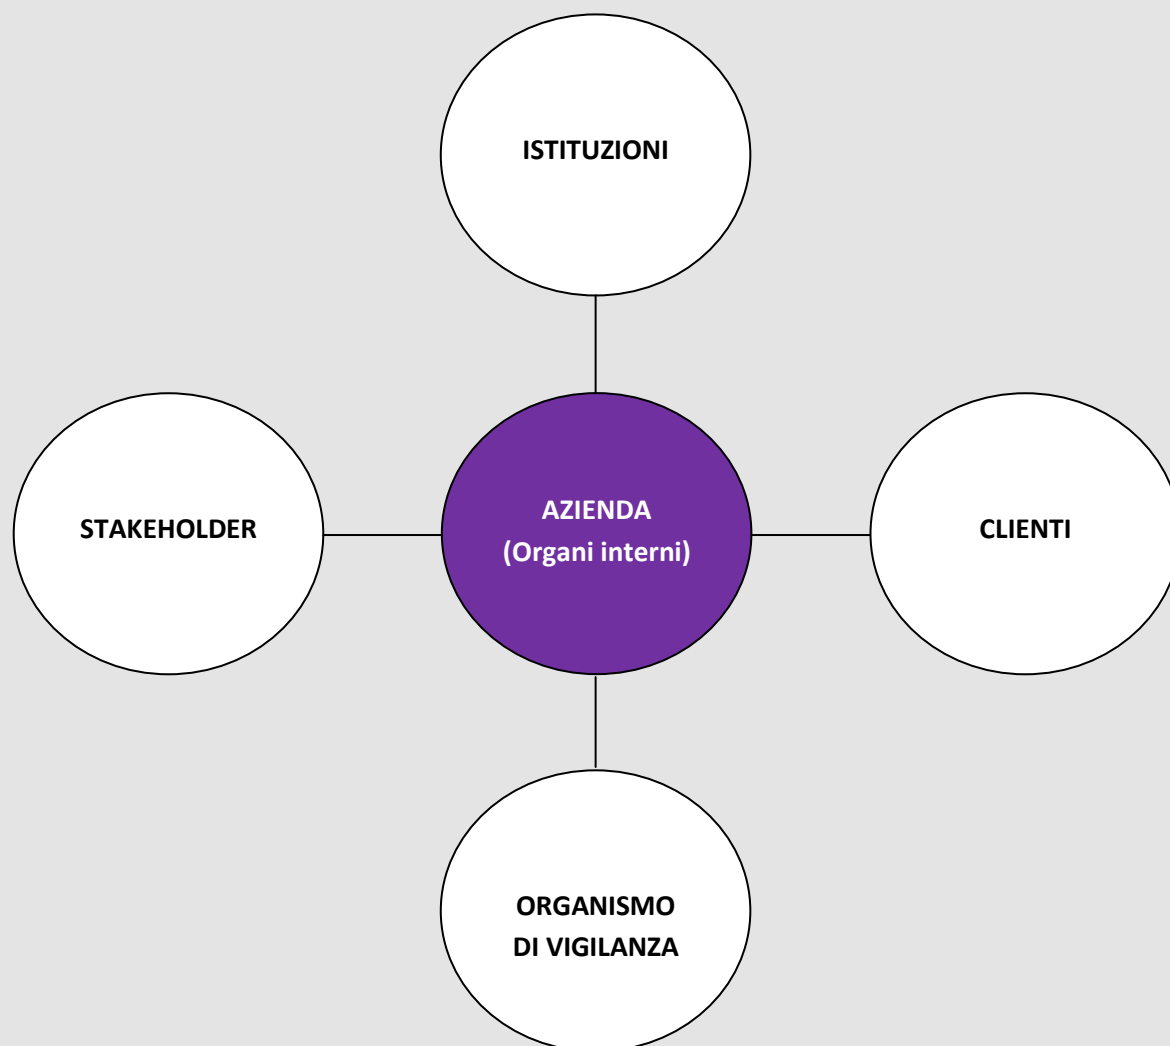 ISTITUZIONI
STAKEHOLDER
AZIENDA
(Organi interni)
CLIENTI
ORGANISMO
DI VIGILANZA